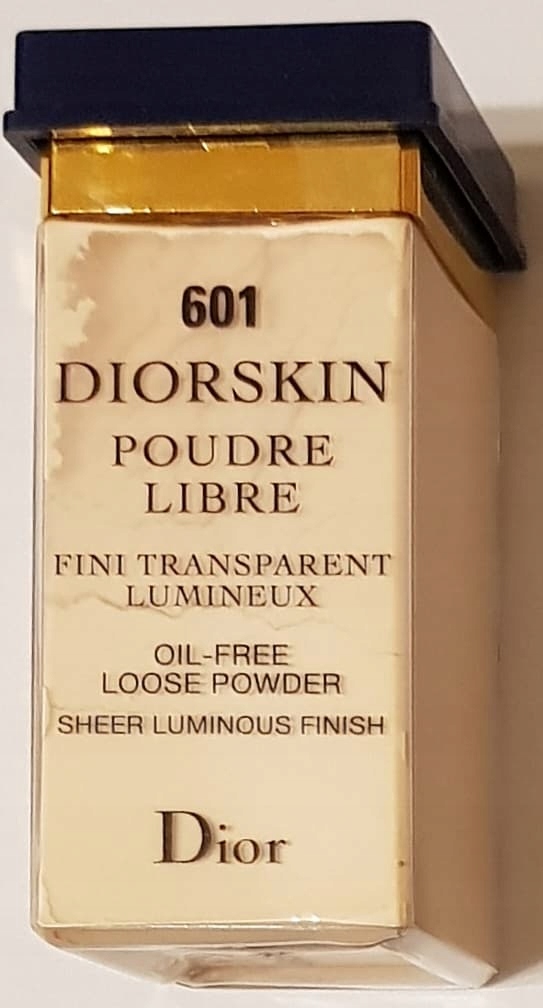 601
DIORSKIN
POUDRE
LIBRE
FINI TRANSPARENT
LUMINEUX
OIL-FREE
LOOSE POWDER
SHEER LUMINOUS FINISH
Dior